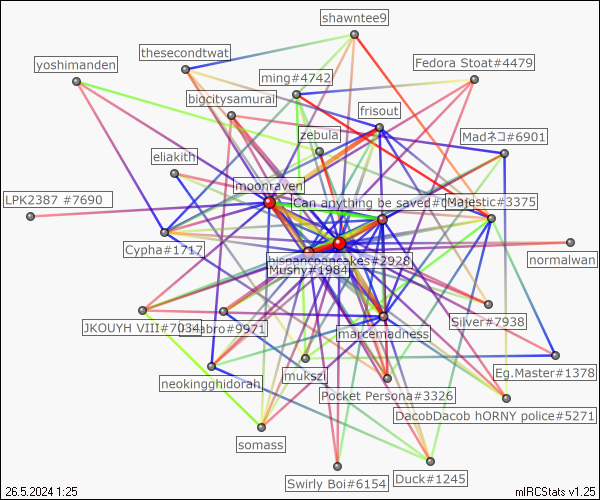 shawntee9
thesecondtwat
yoshimanden
Fedora Stoat#4479
ming#4742
bigcitysamurai
frisout
zebula
Madネコ#6901
eliakith
moonraven
LPK2387 #7690
Can anything be saved#0
Majestic#3375
Cypha#1717
normalwan
hispancpancakes#2928
Mushy#1984
Silver#7938
JKOUYH VIII#7034
abro#9971
marcemadness
Eg.Master#1378
mukszi
neokingghidorah
Pocket Persona#3326
DacobDacob hORNY police#5271
somass
Duck#1245
Swirly Boi#6154
26.5.2024 1:25
mIRCStats v1.25